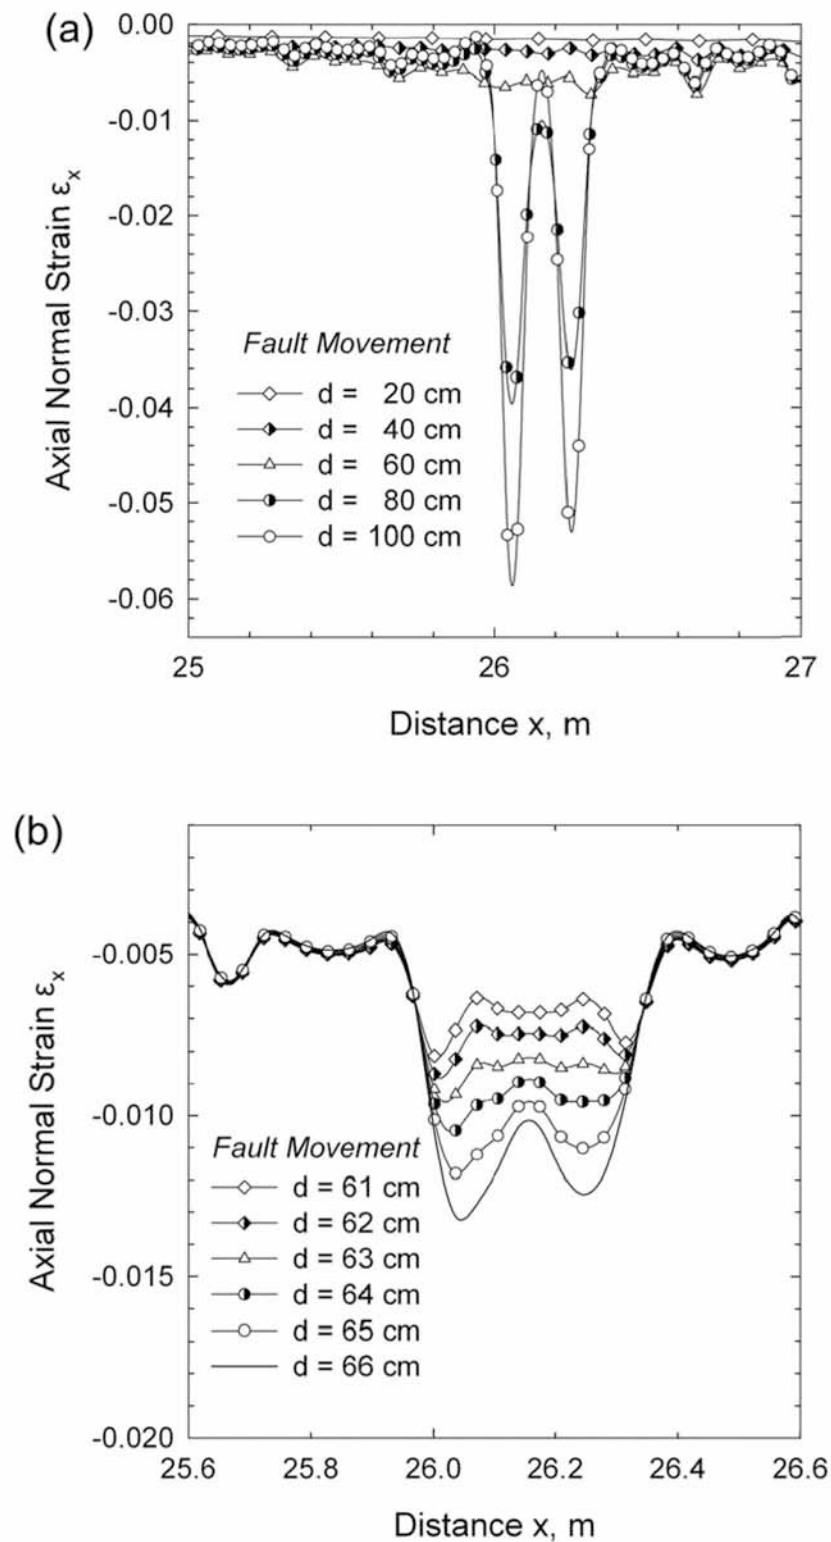 (a)
0.00
-0.01
-0.02
-0.03
-0.04
-0.05
-0.06
Axial Normal Strain εx
Fault Movement
d = 20 cm
d = 40 cm
d = 60 cm
d = 80 cm
d = 100 cm
25
26
27
Distance x, m
(b)
-0.005
-0.010
-0.015
-0.020
Axial Normal Strain εx
Fault Movement
d = 61 cm
d = 62 cm
d = 63 cm
d = 64 cm
d = 65 cm
d = 66 cm
25.6
25.8
26.0
26.2
26.4
26.6
Distance x, m